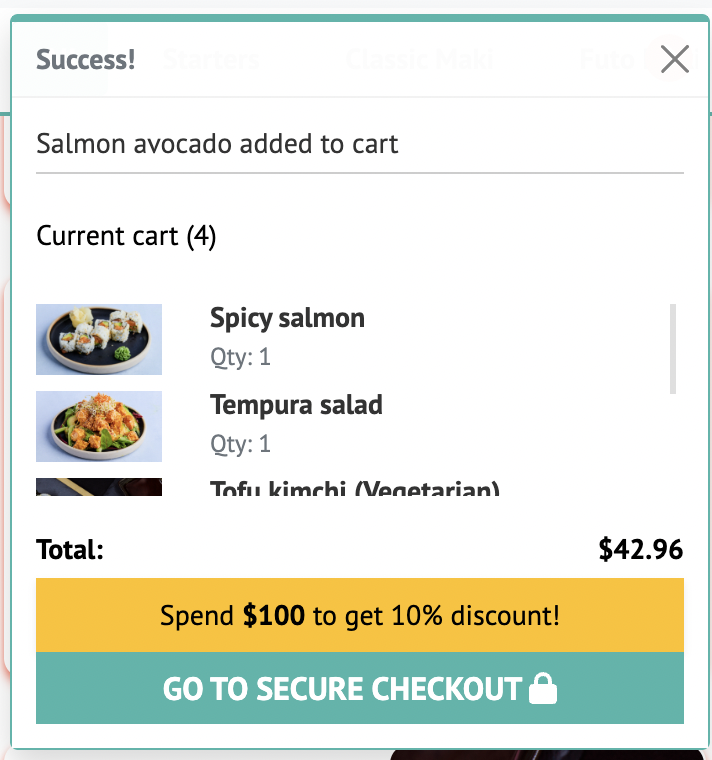 Success!
Starters
Classic Maki
Futo
Salmon avocado added to cart
Current cart (4)
Spicy salmon
Qty: 1
Tempura salad
Qty: 1
Tofu kimchi (Vegetarian)
Total:
$42.96
Spend $100 to get 10% discount!
GO TO SECURE CHECKOUT